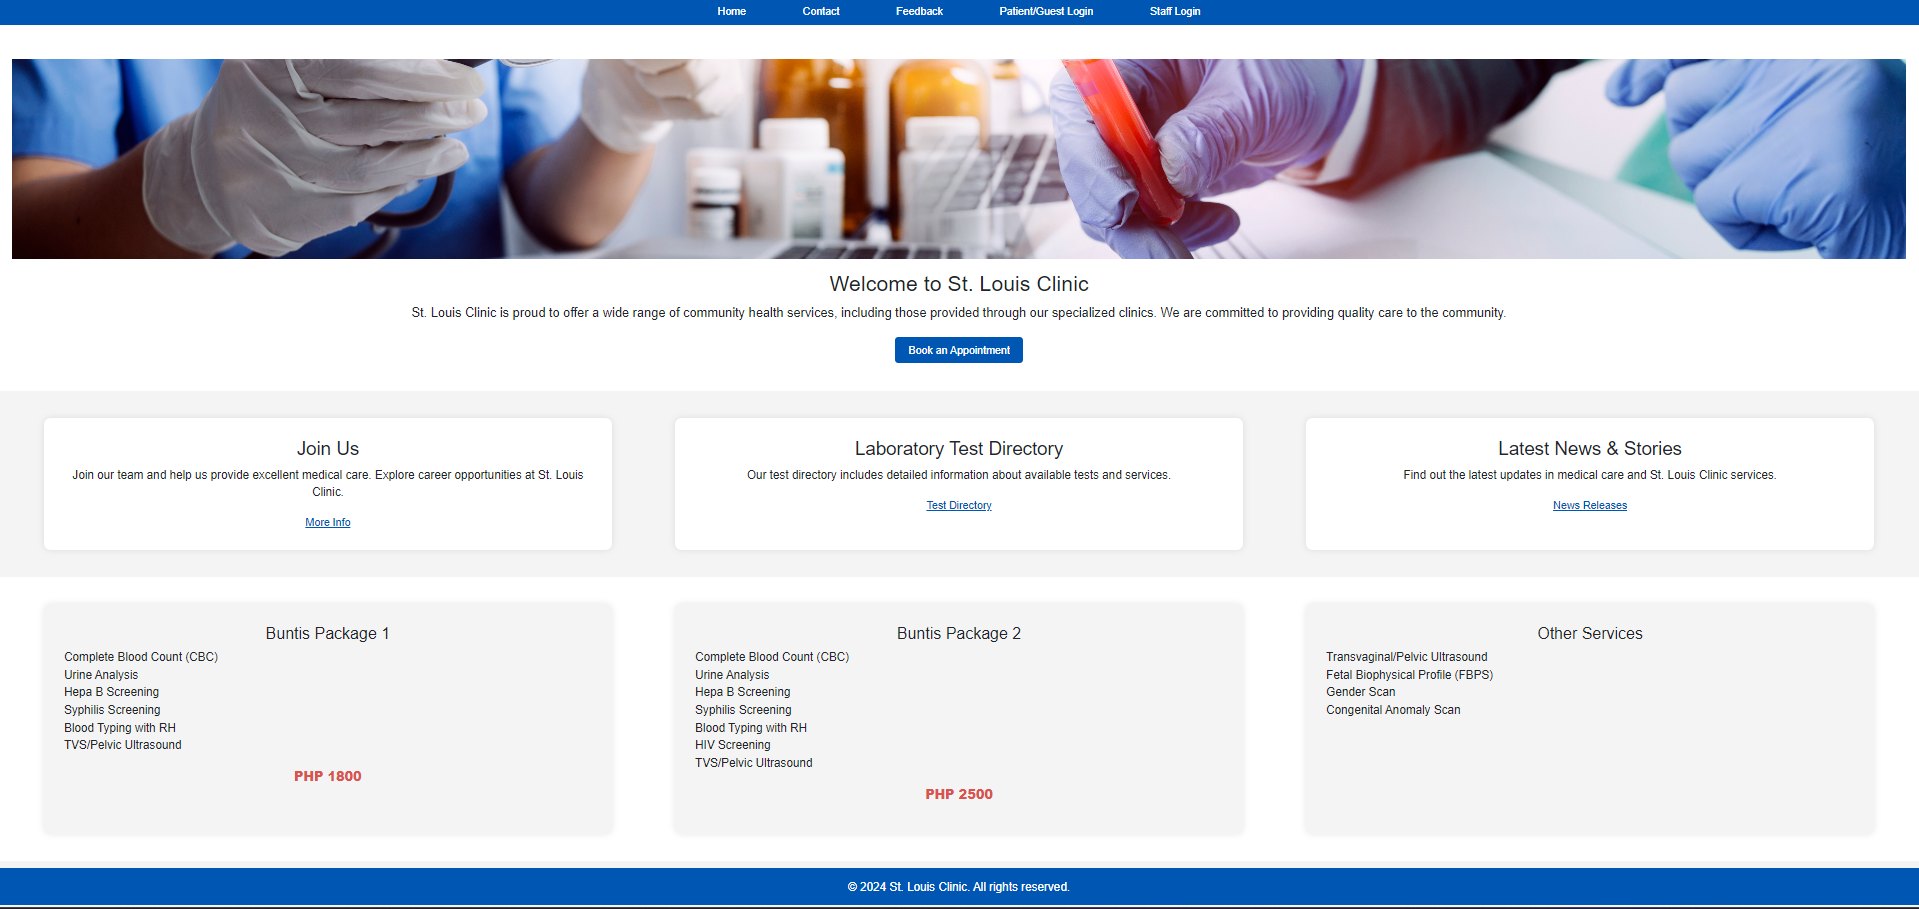 Home
Contact
Feedback
Patient/Guest Login
Staff Login
Welcome to St. Louis Clinic
St. Louis Clinic is proud to offer a wide range of community health services, including those provided through our specialized clinics. We are committed to providing quality care to the community.
Book an Appointment
Join Us
Join our team and help us provide excellent medical care. Explore career opportunities at St. Louis
Clinic.
More Info
Laboratory Test Directory
Our test directory includes detailed information about available tests and services.
Test Directory
Latest News & Stories
Find out the latest updates in medical care and St. Louis Clinic services.
News Releases
Buntis Package 1
Complete Blood Count (CBC)
Urine Analysis
Hepa B Screening
Syphilis Screening
Blood Typing with RH
TVS/Pelvic Ultrasound
PHP 1800
Buntis Package 2
Complete Blood Count (CBC)
Urine Analysis
Hepa B Screening
Syphilis Screening
Blood Typing with RH
HIV Screening
TVS/Pelvic Ultrasound
PHP 2500
Other Services
Transvaginal/Pelvic Ultrasound
Fetal Biophysical Profile (FBPS)
Gender Scan
Congenital Anomaly Scan
© 2024 St. Louis Clinic. All rights reserved.